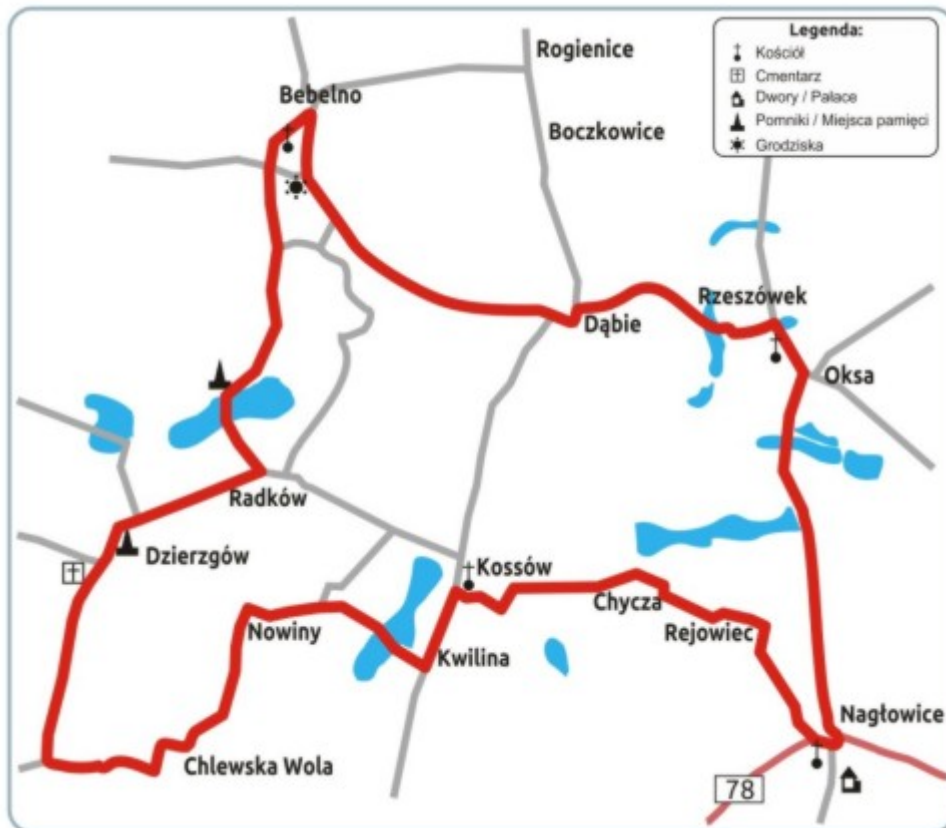 Legenda:
Kościół
Cmentarz
Dwory / Pałace
Pomniki / Miejsca pamięci
Grodziska
Rogienice
Bebelno
Boczkowice
Rzeszówek
Dąbie
Oksa
Radków
Dzierzgów
Kossów
Chycza
Nowiny
Rejowiec
Kwilina
Nagłowice
Chlewska Wola
78